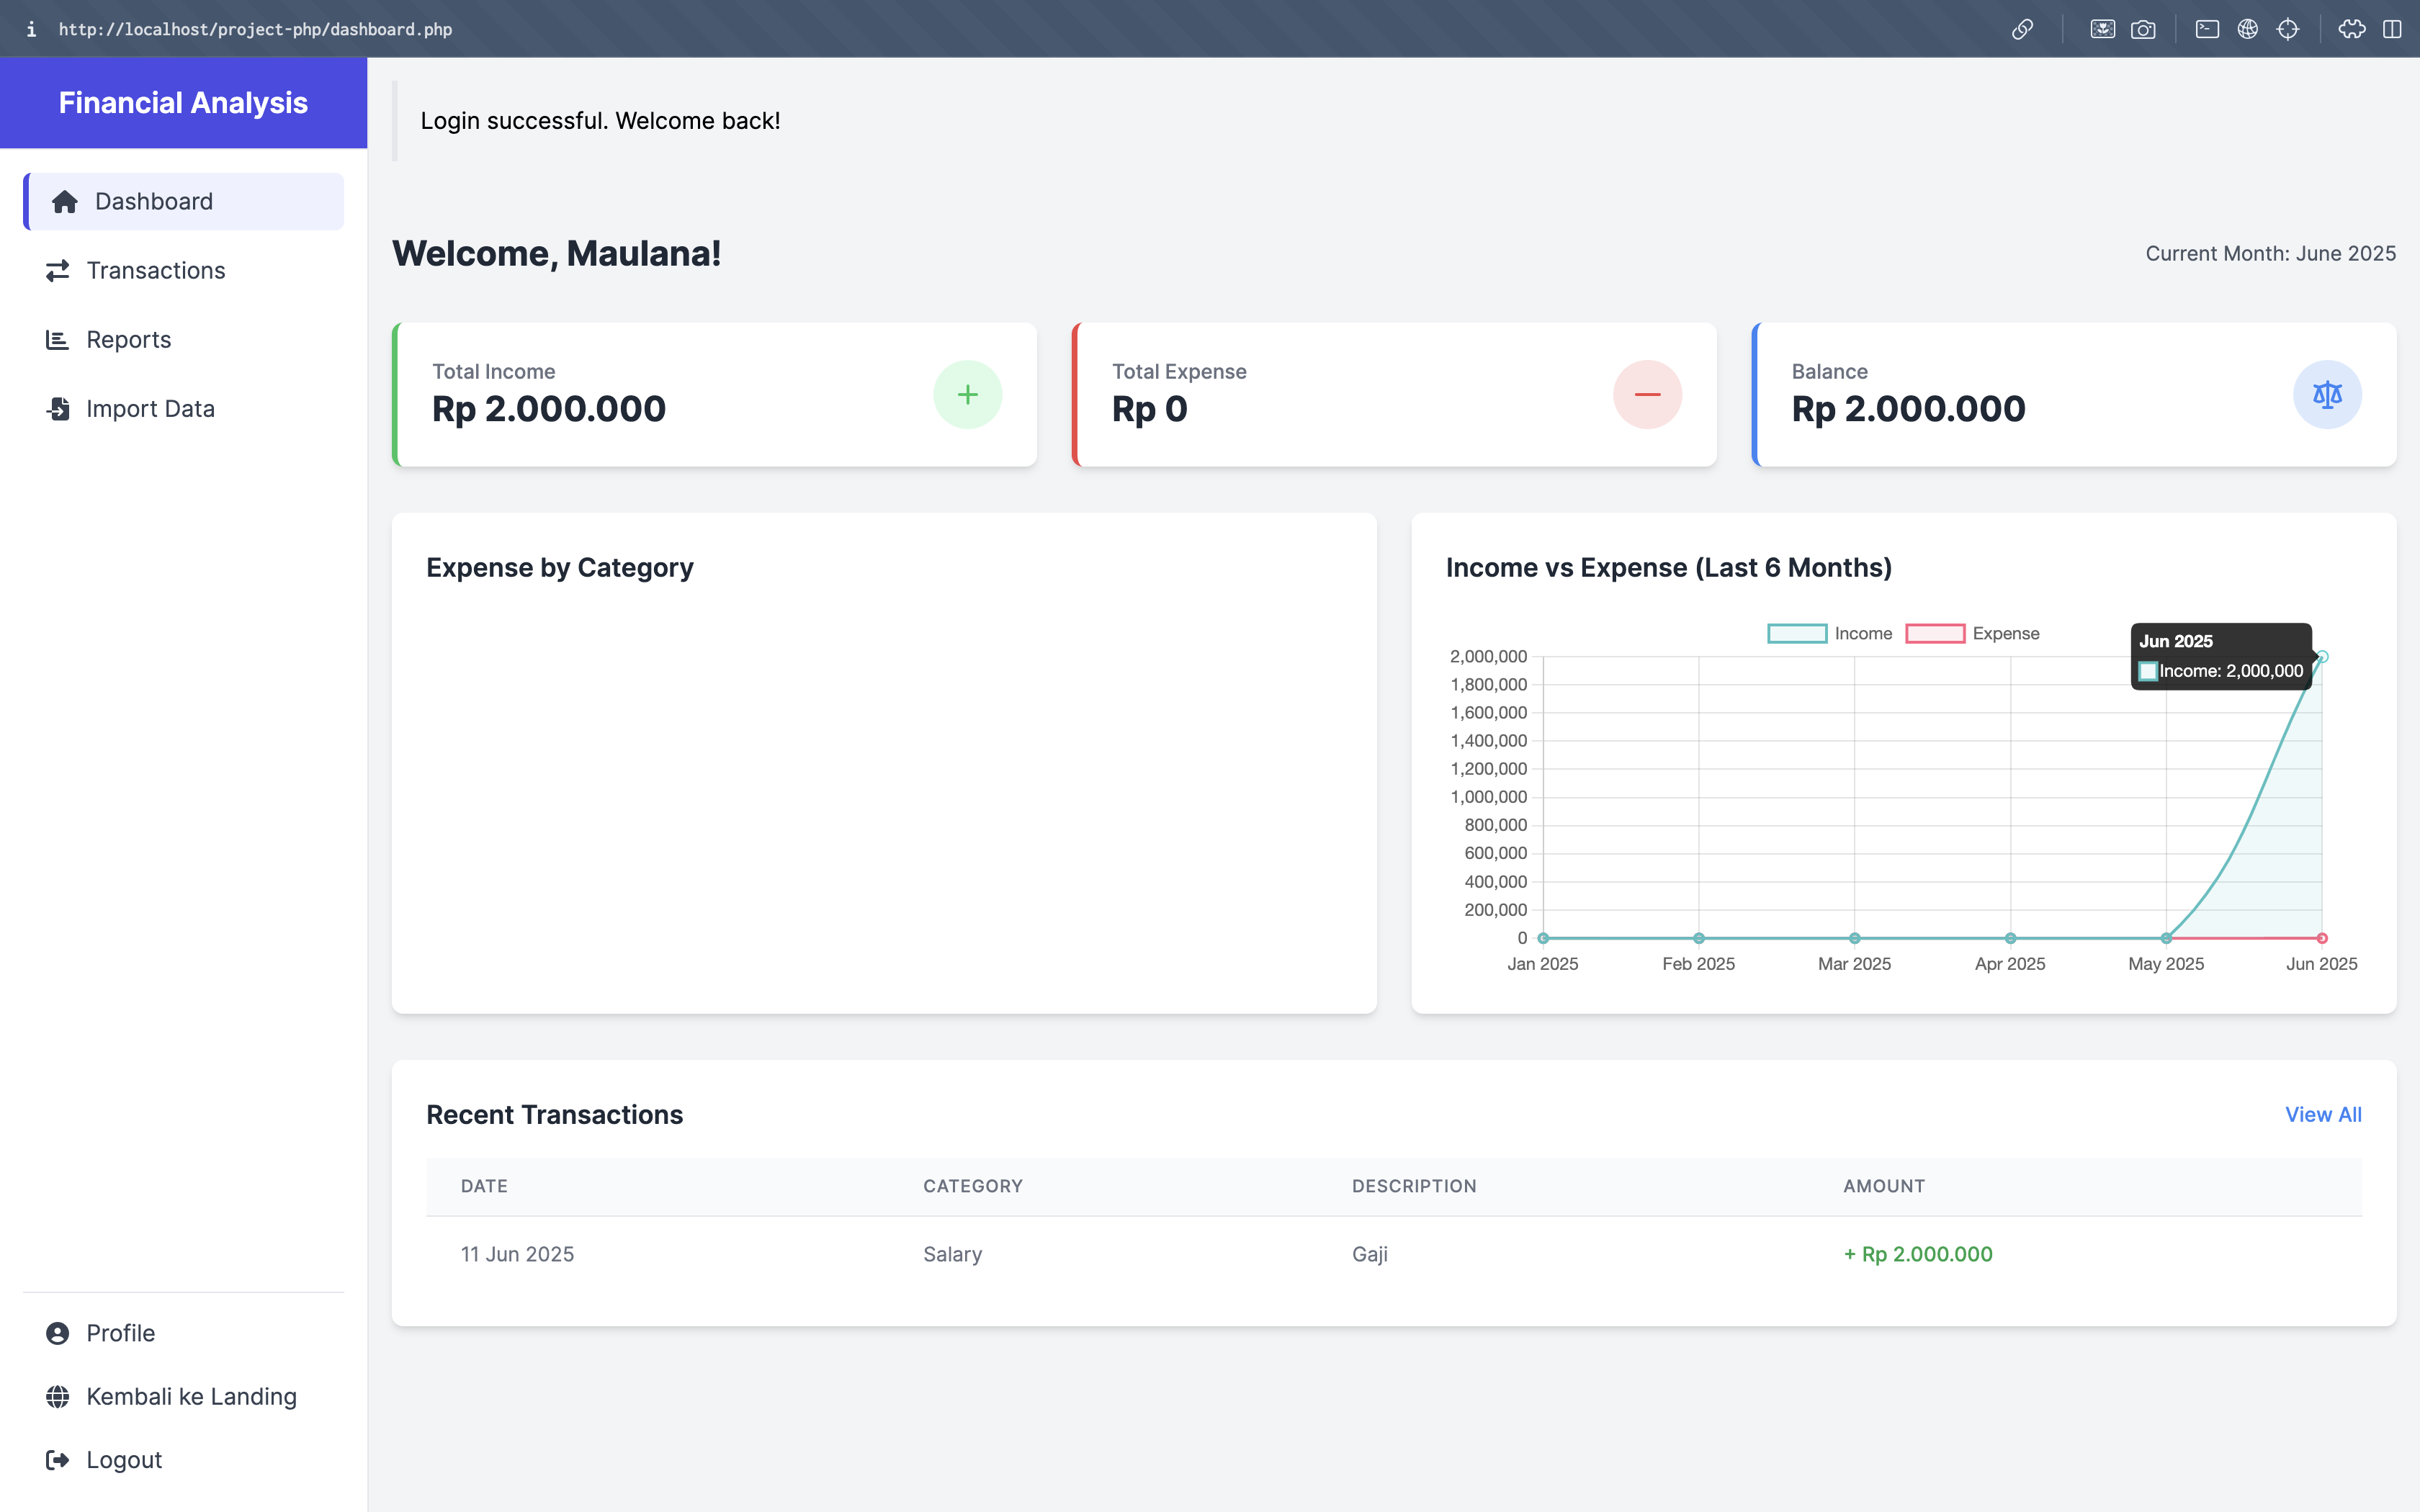 http://localhost/project-php/dashboard.php
Financial Analysis
Dashboard
Transactions
Reports
Import Data
Profile
Kembali ke Landing
Logout
Login successful. Welcome back!
Welcome, Maulana!
Current Month: June 2025
Total Income
Rp 2.000.000
Total Expense
Rp 0
Balance
Rp 2.000.000
Expense by Category
Income vs Expense (Last 6 Months)
Income Expense
Jun 2025
Income: 2,000,000
2,000,000
1,800,000
1,600,000
1,400,000
1,200,000
1,000,000
800,000
600,000
400,000
200,000
0
Jan 2025 Feb 2025 Mar 2025 Apr 2025 May 2025 Jun 2025
Recent Transactions
View All
DATE CATEGORY DESCRIPTION AMOUNT
11 Jun 2025 Salary Gaji + Rp 2.000.000